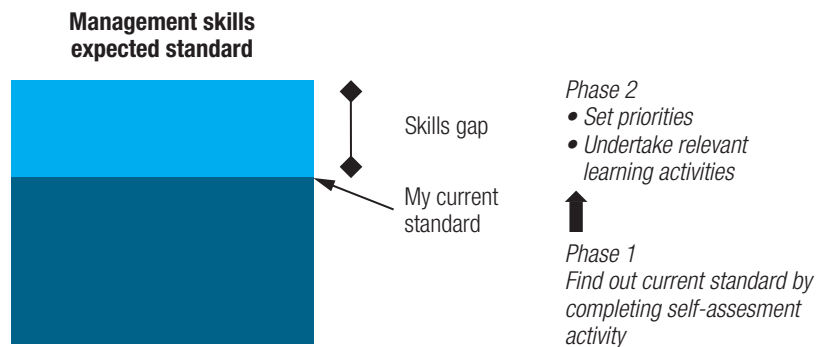 Management skills
expected standard
Skills gap
My current
standard
Phase 2
• Set priorities
• Undertake relevant
learning activities
Phase 1
Find out current standard by
completing self-assesment
activity